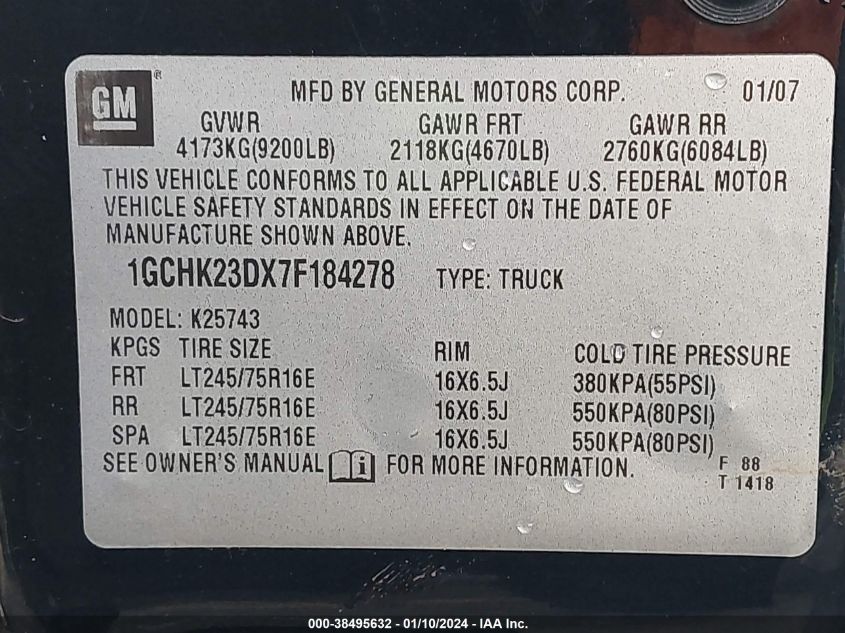 GM ®
MFD BY GENERAL MOTORS CORP. 01/07
GVWR GAWR FRT GAWR RR
4173KG(9200LB) 2118KG(4670LB) 2760KG(6084LB)
THIS VEHICLE CONFORMS TO ALL APPLICABLE U.S. FEDERAL MOTOR
VEHICLE SAFETY STANDARDS IN EFFECT ON THE DATE OF
MANUFACTURE SHOWN ABOVE.
1GCHK23DX7F184278 TYPE: TRUCK
MODEL: K25743
KPGS TIRE SIZE RIM COLD TIRE PRESSURE
FRT LT245/75R16E 16X6.5J 380KPA(55PSI)
RR LT245/75R16E 16X6.5J 550KPA(80PSI)
SPA LT245/75R16E 16X6.5J 550KPA(80PSI)
SEE OWNER'S MANUAL i FOR MORE INFORMATION. F 88
T 1418
000-38495632 - 01/10/2024 - IAA Inc.